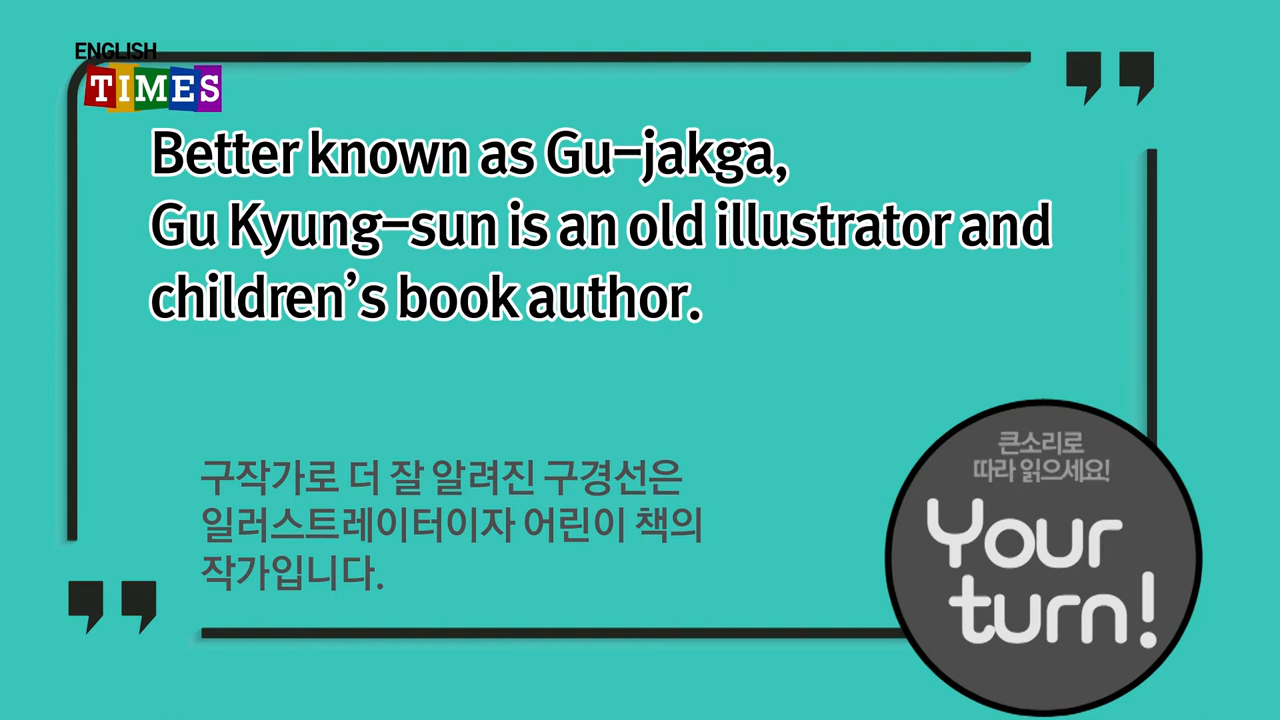 ENGLISH
TIMES
Better known as Gu-jakga,
Gu Kyung-sun is an old illustrator and
children's book author.
구작가로 더 잘 알려진 구경선은
일러스트레이터이자 어린이 책의
작가입니다.
큰소리로
따라 읽으세요!
Your
turn!